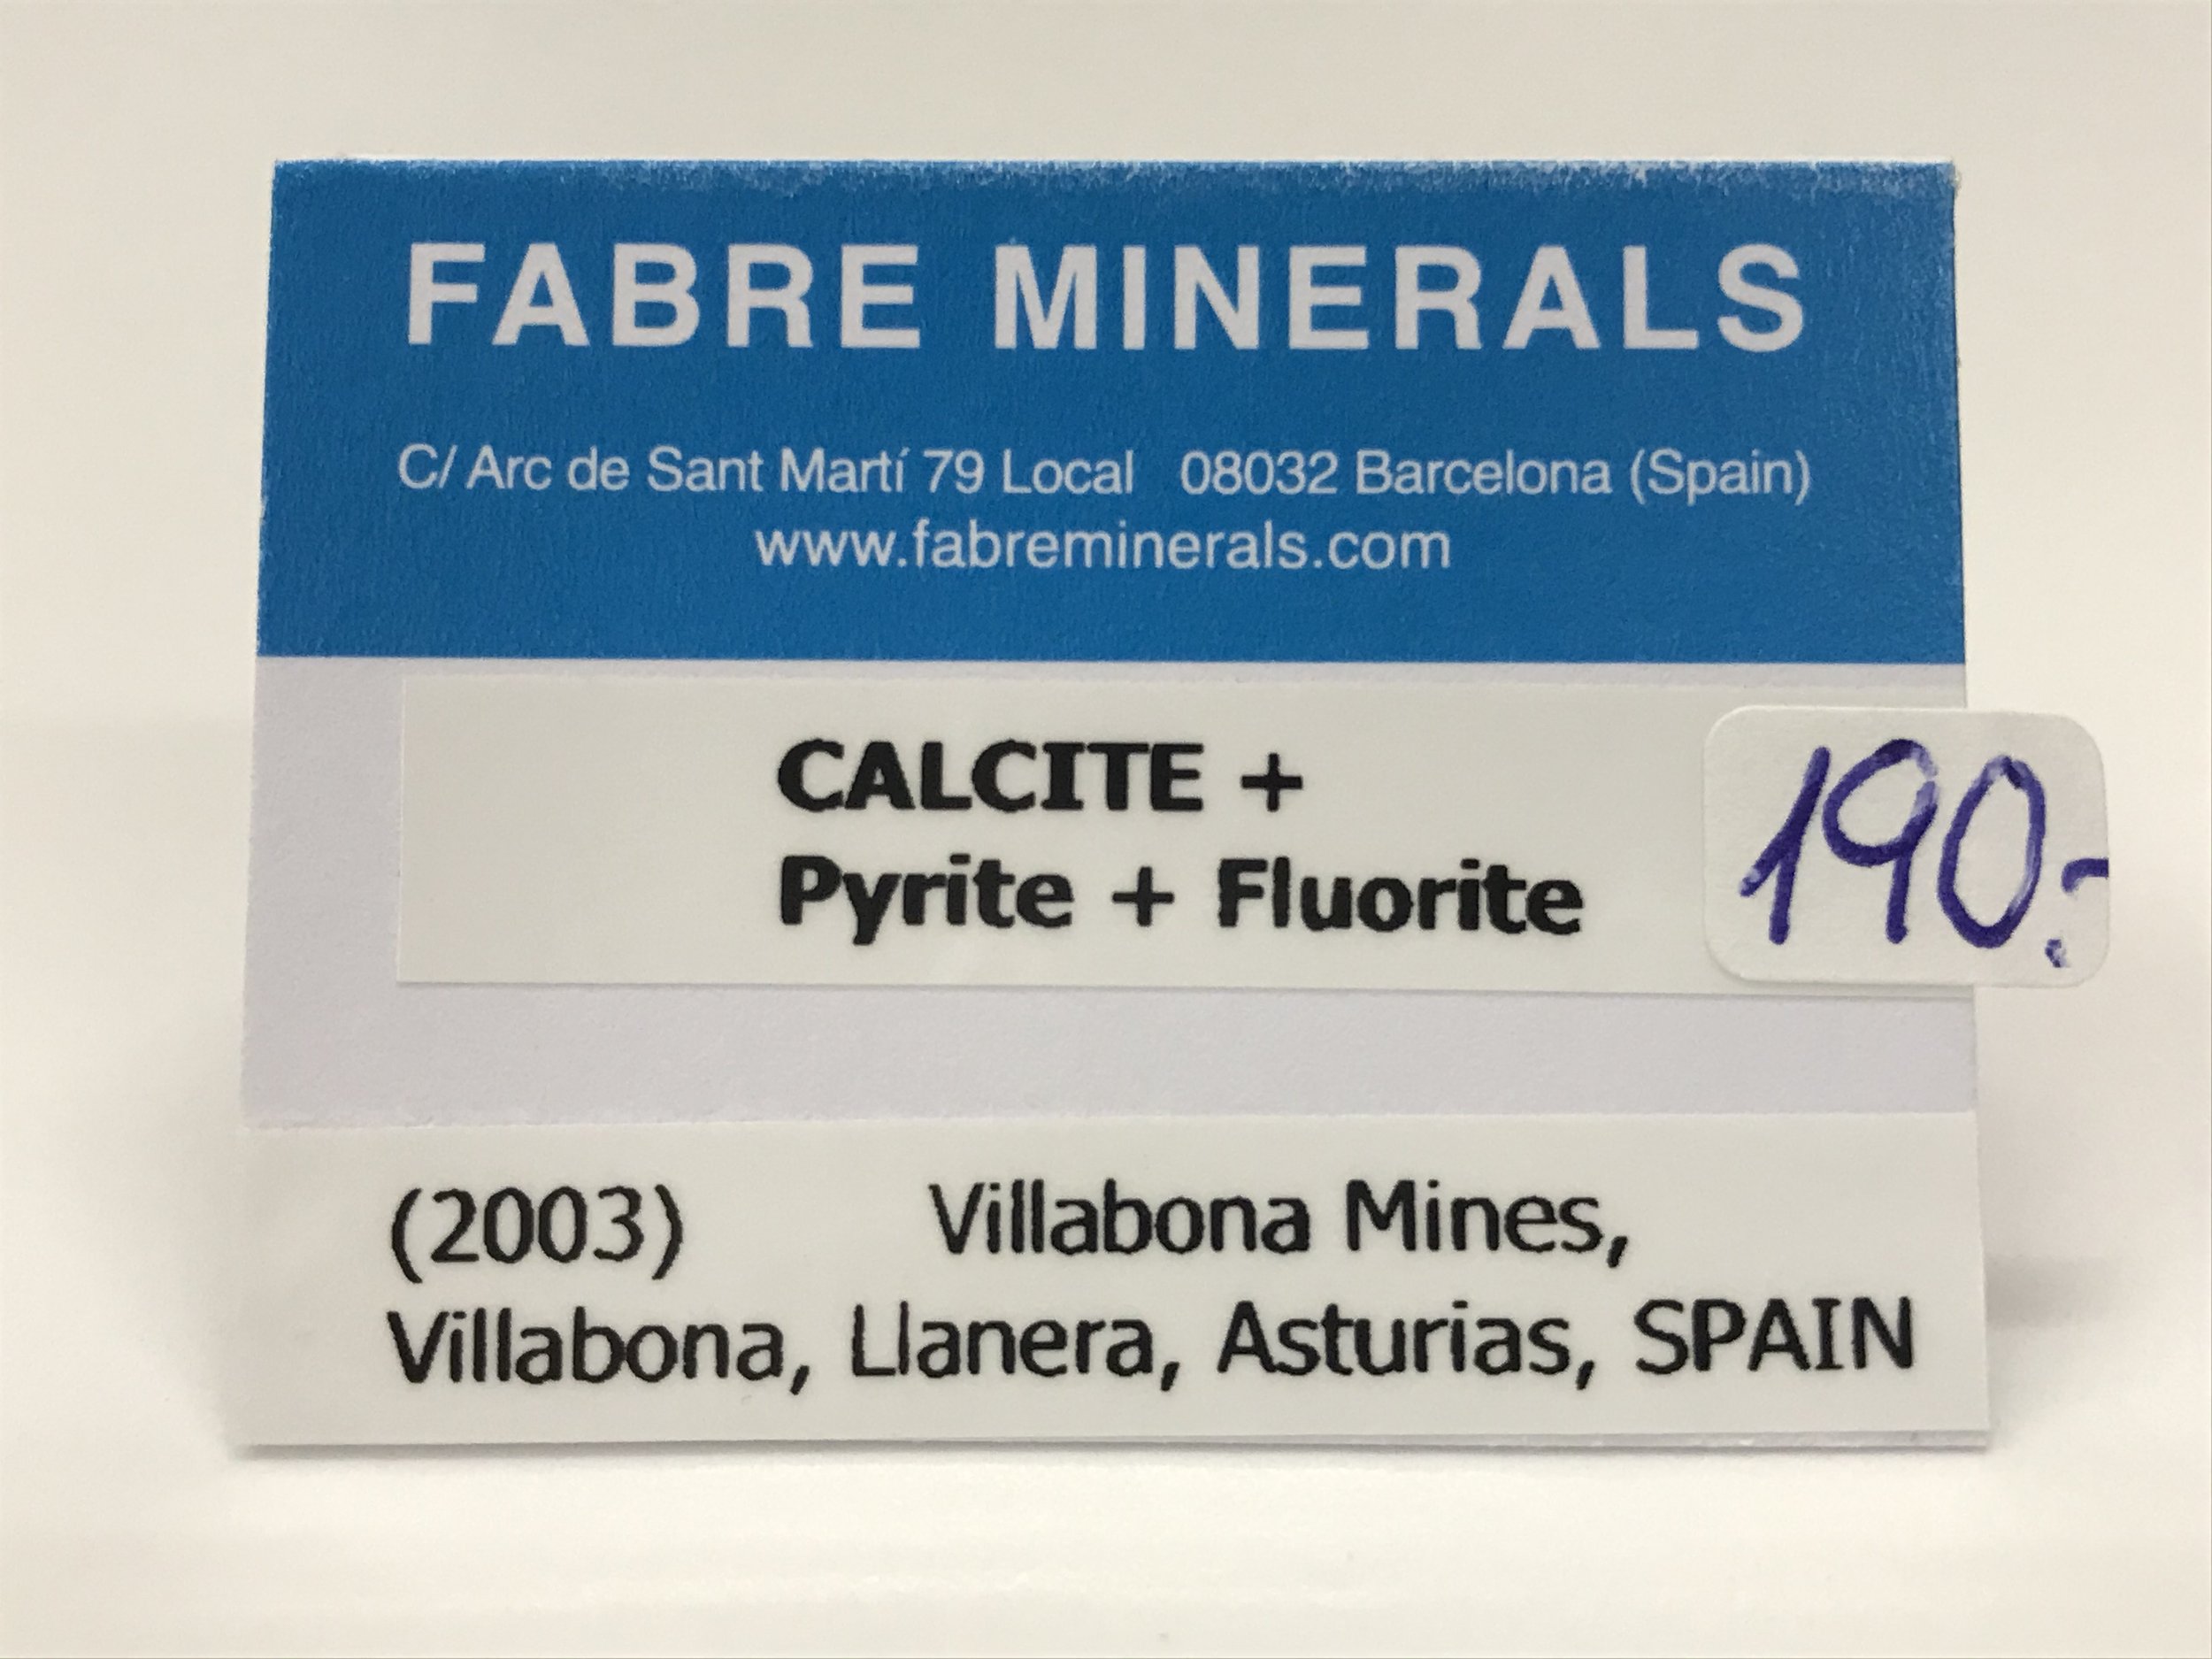 FABRE MINERALS
C/ Arc de Sant Martí 79 Local 08032 Barcelona (Spain)
www.fabreminerals.com
CALCITE +
Pyrite + Fluorite
190.-
(2003) Villabona Mines,
Villabona, Llanera, Asturias, SPAIN